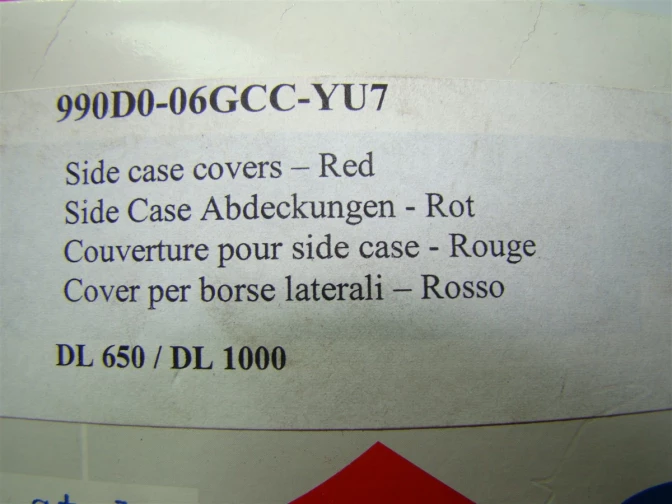 990D0-06GCC-YU7
Side case covers – Red
Side Case Abdeckungen - Rot
Couverture pour side case - Rouge
Cover per borse laterali – Rosso
DL 650 / DL 1000